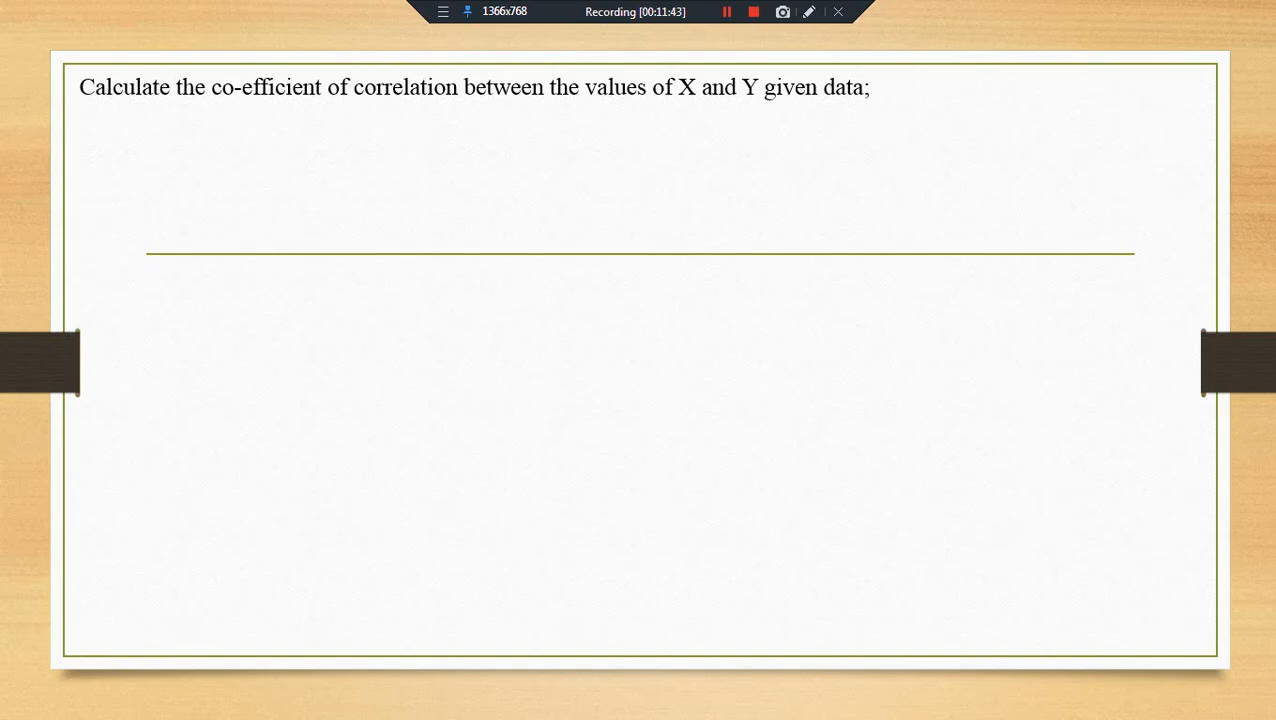 1366x768 Recording [00:11:43]
Calculate the co-efficient of correlation between the values of X and Y given data;